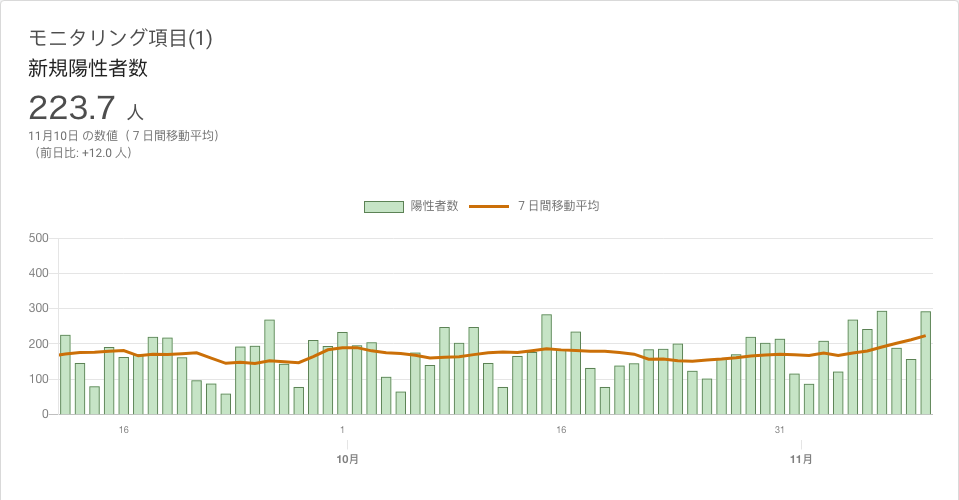 モニタリング項目(1)
新規陽性者数
223.7 人
11月10日 の数値（７日間移動平均）
（前日比: +12.0 人）
陽性者数 ７日間移動平均
500
400
300
200
100
0
16 1 16 31
10月 11月